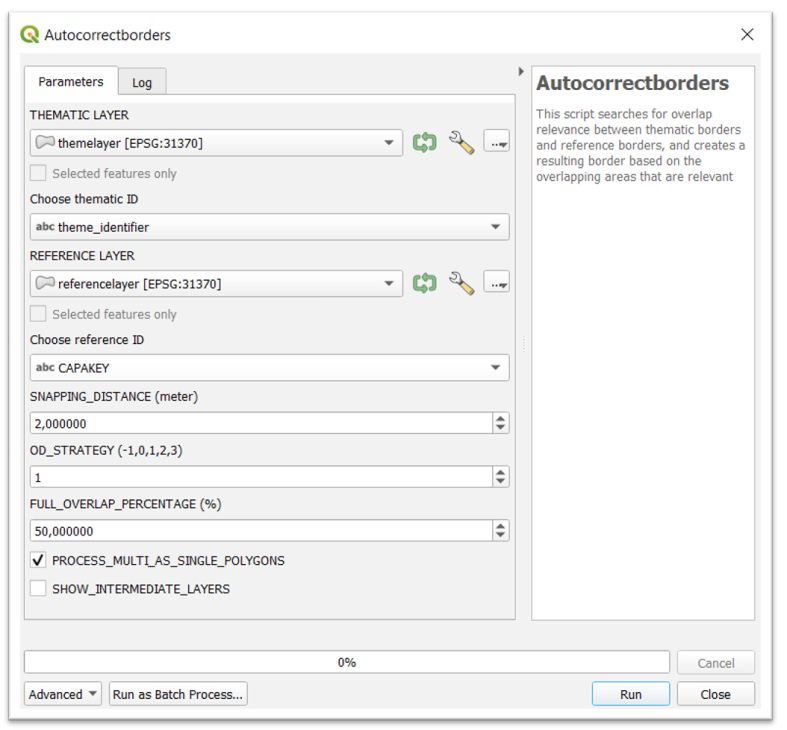 Autocorrectborders
Parameters
Log
THEMATIC LAYER
themelayer [EPSG:31370]
...
Selected features only
Choose thematic ID
abc theme_identifier
REFERENCE LAYER
referencelayer [EPSG:31370]
...
Selected features only
Choose reference ID
abc CAPAKEY
SNAPPING_DISTANCE (meter)
2,000000
OD_STRATEGY (-1,0,1,2,3)
1
FULL_OVERLAP_PERCENTAGE (%)
50,000000
PROCESS_MULTI_AS_SINGLE_POLYGONS
SHOW_INTERMEDIATE_LAYERS
Autocorrectborders
This script searches for overlap
relevance between thematic borders
and reference borders, and creates a
resulting border based on the
overlapping areas that are relevant
0%
Cancel
Advanced
Run as Batch Process...
Run
Close